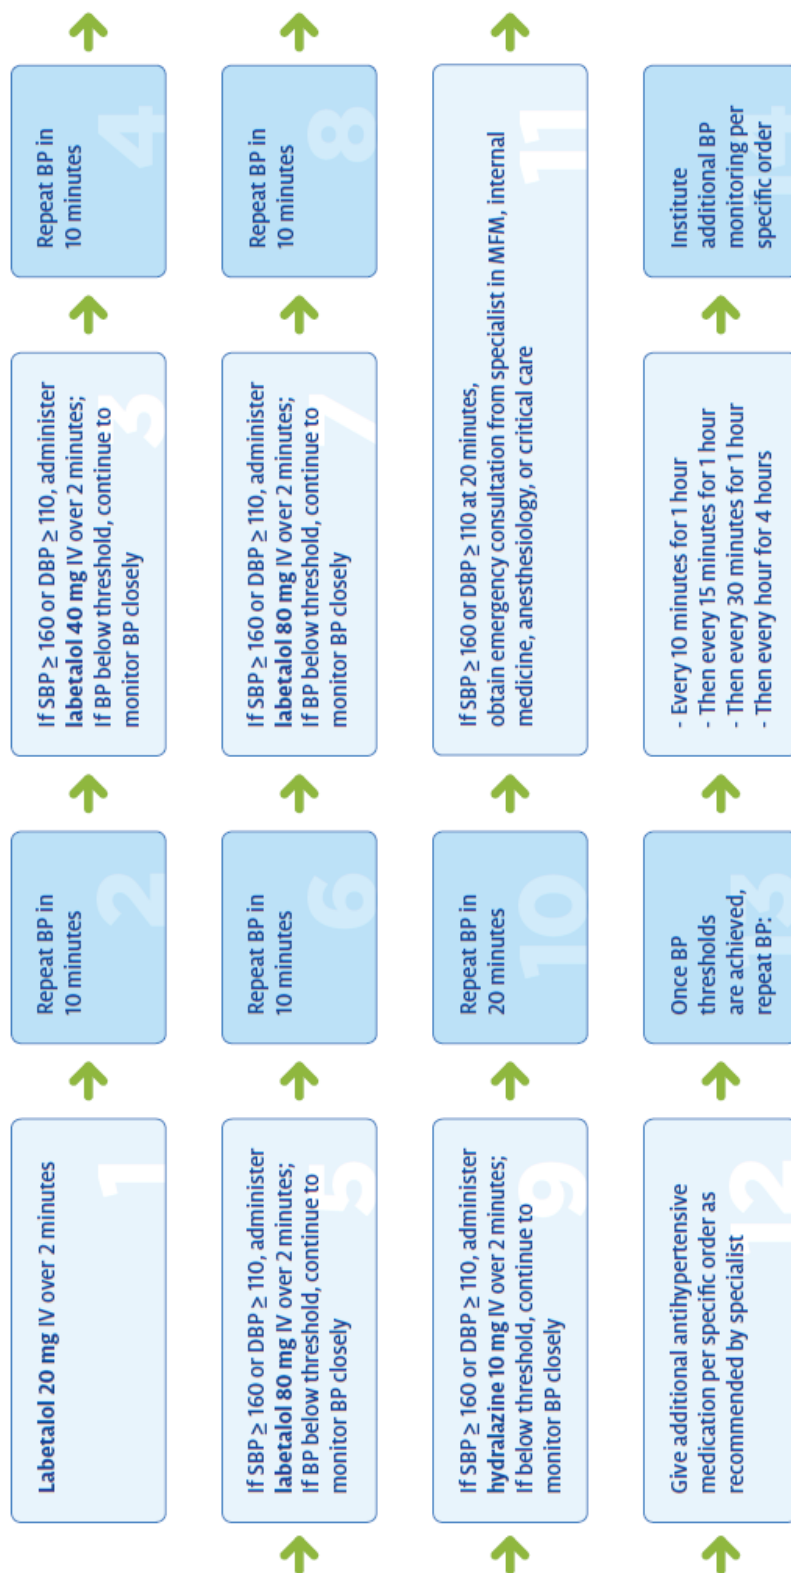 1
Labetalol 20 mg IV over 2 minutes
2
Repeat BP in
10 minutes
3
If SBP ≥ 160 or DBP ≥ 110, administer
labetalol 40 mg IV over 2 minutes;
If BP below threshold, continue to
monitor BP closely
4
Repeat BP in
10 minutes
5
If SBP ≥ 160 or DBP ≥ 110, administer
labetalol 80 mg IV over 2 minutes;
If BP below threshold, continue to
monitor BP closely
6
Repeat BP in
10 minutes
7
If SBP ≥ 160 or DBP ≥ 110, administer
labetalol 80 mg IV over 2 minutes;
If BP below threshold, continue to
monitor BP closely
8
Repeat BP in
10 minutes
9
If SBP ≥ 160 or DBP ≥ 110, administer
hydralazine 10 mg IV over 2 minutes;
If below threshold, continue to
monitor BP closely
10
Repeat BP in
20 minutes
11
If SBP ≥ 160 or DBP ≥ 110 at 20 minutes,
obtain emergency consultation from specialist in MFM, internal
medicine, anesthesiology, or critical care
12
Give additional antihypertensive
medication per specific order as
recommended by specialist
13
Once BP
thresholds
are achieved,
repeat BP:
- Every 10 minutes for 1 hour
- Then every 15 minutes for 1 hour
- Then every 30 minutes for 1 hour
- Then every hour for 4 hours
14
Institute
additional BP
monitoring per
specific order